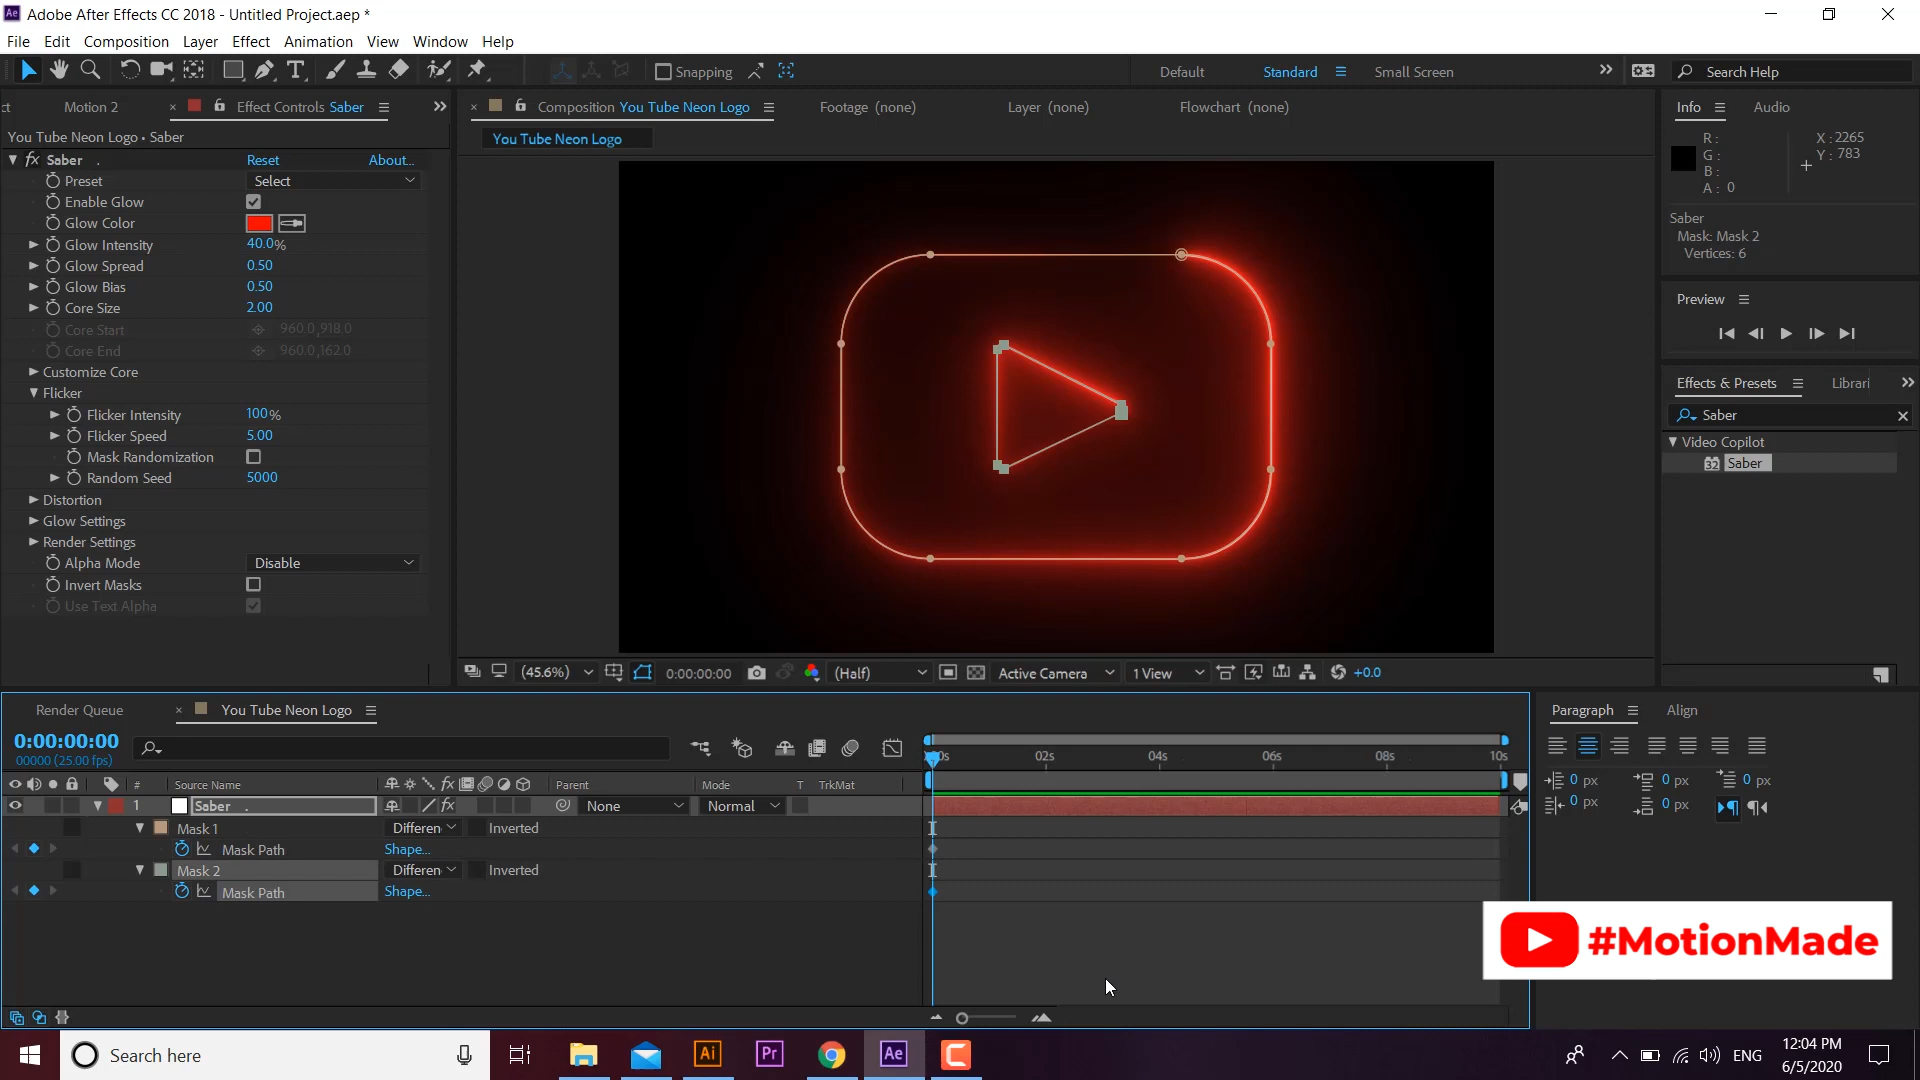 Adobe After Effects CC 2018 - Untitled Project.aep *
File Edit Composition Layer Effect Animation View Window Help
Snapping
Default Standard Small Screen
Search Help
ct Motion 2 Effect Controls Saber
You Tube Neon Logo • Saber
Saber . Reset About...
Preset Select
Enable Glow
Glow Color
Glow Intensity 40.0%
Glow Spread 0.50
Glow Bias 0.50
Core Size 2.00
Core Start 960.0,918.0
Core End 960.0,162.0
Customize Core
Flicker
Flicker Intensity 100%
Flicker Speed 5.00
Mask Randomization
Random Seed 5000
Distortion
Glow Settings
Render Settings
Alpha Mode Disable
Invert Masks
Use Text Alpha
Composition You Tube Neon Logo Footage (none) Layer (none) Flowchart (none)
You Tube Neon Logo
(45.6%) 0:00:00:00 (Half) Active Camera 1 View +0.0
Info Audio
R :
G :
B :
A : 0
X : 2265
Y : 783
Saber
Mask: Mask 2
Vertices: 6
Preview
Effects & Presets Librari
Saber
Video Copilot
32 Saber
Render Queue You Tube Neon Logo
0:00:00:00
00000 (25.00 fps)
02s 04s 06s 08s 10s
# Source Name Parent Mode T TrkMat
1 Saber . None Normal
Mask 1 Differen Inverted
Mask Path Shape...
Mask 2 Differen Inverted
Mask Path Shape...
Paragraph Align
0 px 0 px 0 px
0 px 0 px
#MotionMade
Search here
Ai Pr Ae
ENG
12:04 PM
6/5/2020